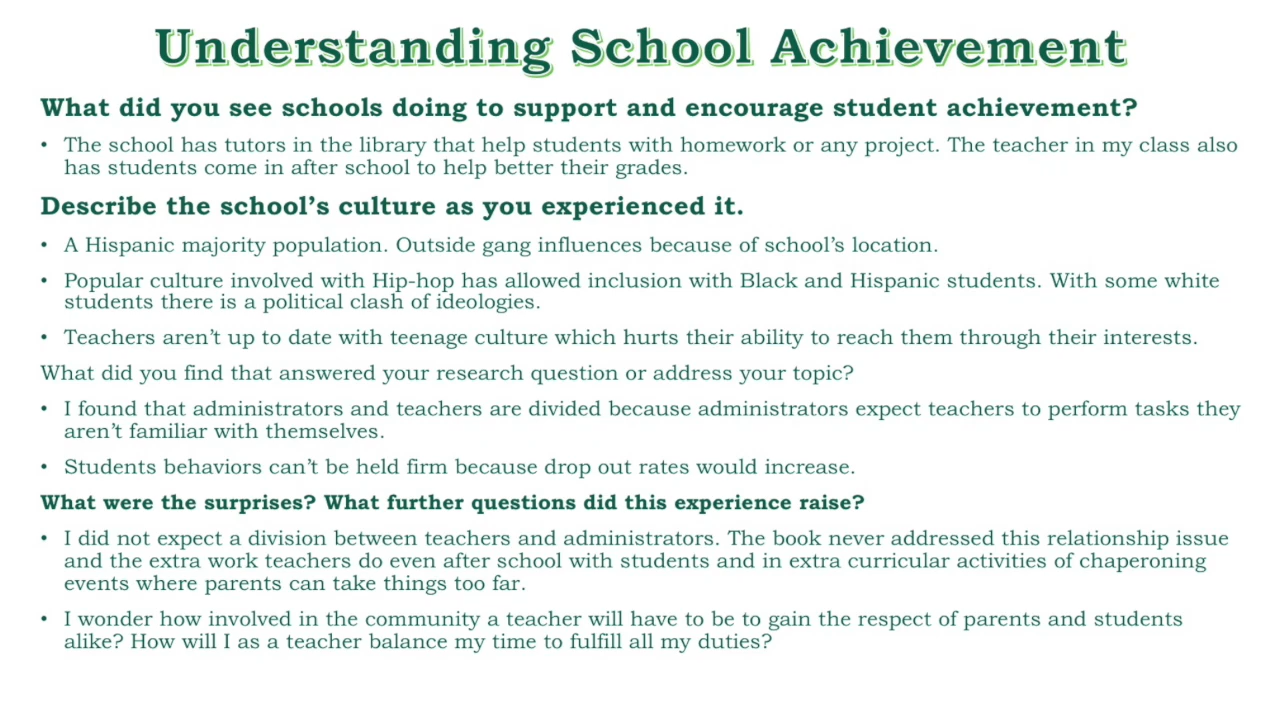 Understanding School Achievement
What did you see schools doing to support and encourage student achievement?
• The school has tutors in the library that help students with homework or any project. The teacher in my class also
has students come in after school to help better their grades.
Describe the school's culture as you experienced it.
• A Hispanic majority population. Outside gang influences because of school's location.
• Popular culture involved with Hip-hop has allowed inclusion with Black and Hispanic students. With some white
students there is a political clash of ideologies.
• Teachers aren't up to date with teenage culture which hurts their ability to reach them through their interests.
What did you find that answered your research question or address your topic?
• I found that administrators and teachers are divided because administrators expect teachers to perform tasks they
aren't familiar with themselves.
• Students behaviors can't be held firm because drop out rates would increase.
What were the surprises? What further questions did this experience raise?
• I did not expect a division between teachers and administrators. The book never addressed this relationship issue
and the extra work teachers do even after school with students and in extra curricular activities of chaperoning
events where parents can take things too far.
• I wonder how involved in the community a teacher will have to be to gain the respect of parents and students
alike? How will I as a teacher balance my time to fulfill all my duties?